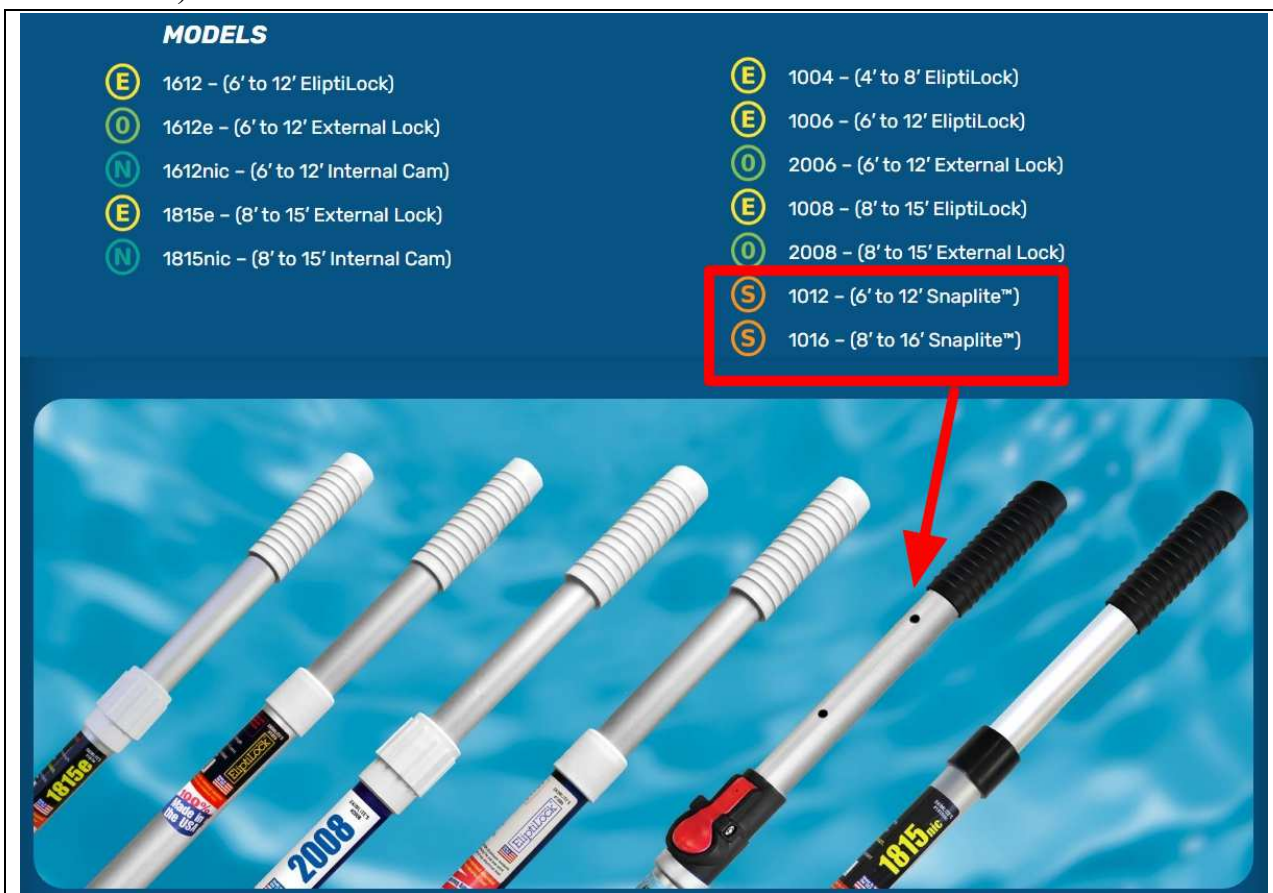 MODELS
E 1612 – (6′ to 12′ EliptiLock)
O 1612e – (6′ to 12′ External Lock)
N 1612nic – (6′ to 12′ Internal Cam)
E 1815e – (8′ to 15′ External Lock)
N 1815nic – (8′ to 15′ Internal Cam)
E 1004 – (4′ to 8′ EliptiLock)
E 1006 – (6′ to 12′ EliptiLock)
O 2006 – (6′ to 12′ External Lock)
E 1008 – (8′ to 15′ EliptiLock)
O 2008 – (8′ to 15′ External Lock)
S 1012 – (6′ to 12′ Snaplite™)
S 1016 – (8′ to 16′ Snaplite™)
1815e
EliptiLock
100%
Made in
the USA
2008
EliptiLock
1815nic